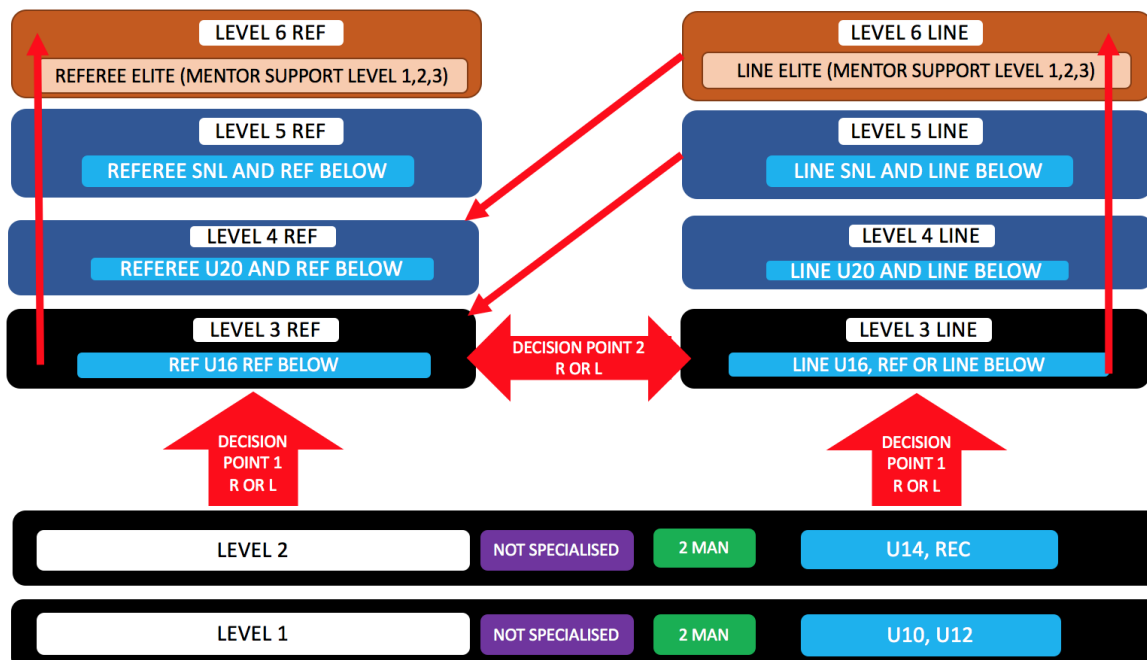 LEVEL 6 REF
REFEREE ELITE (MENTOR SUPPORT LEVEL 1,2,3)
LEVEL 6 LINE
LINE ELITE (MENTOR SUPPORT LEVEL 1,2,3)
LEVEL 5 REF
REFEREE SNL AND REF BELOW
LEVEL 5 LINE
LINE SNL AND LINE BELOW
LEVEL 4 REF
REFEREE U20 AND REF BELOW
LEVEL 4 LINE
LINE U20 AND LINE BELOW
LEVEL 3 REF
REF U16 REF BELOW
DECISION POINT 2
R OR L
LEVEL 3 LINE
LINE U16, REF OR LINE BELOW
DECISION
POINT 1
R OR L
DECISION
POINT 1
R OR L
LEVEL 2
NOT SPECIALISED
2 MAN
U14, REC
LEVEL 1
NOT SPECIALISED
2 MAN
U10, U12